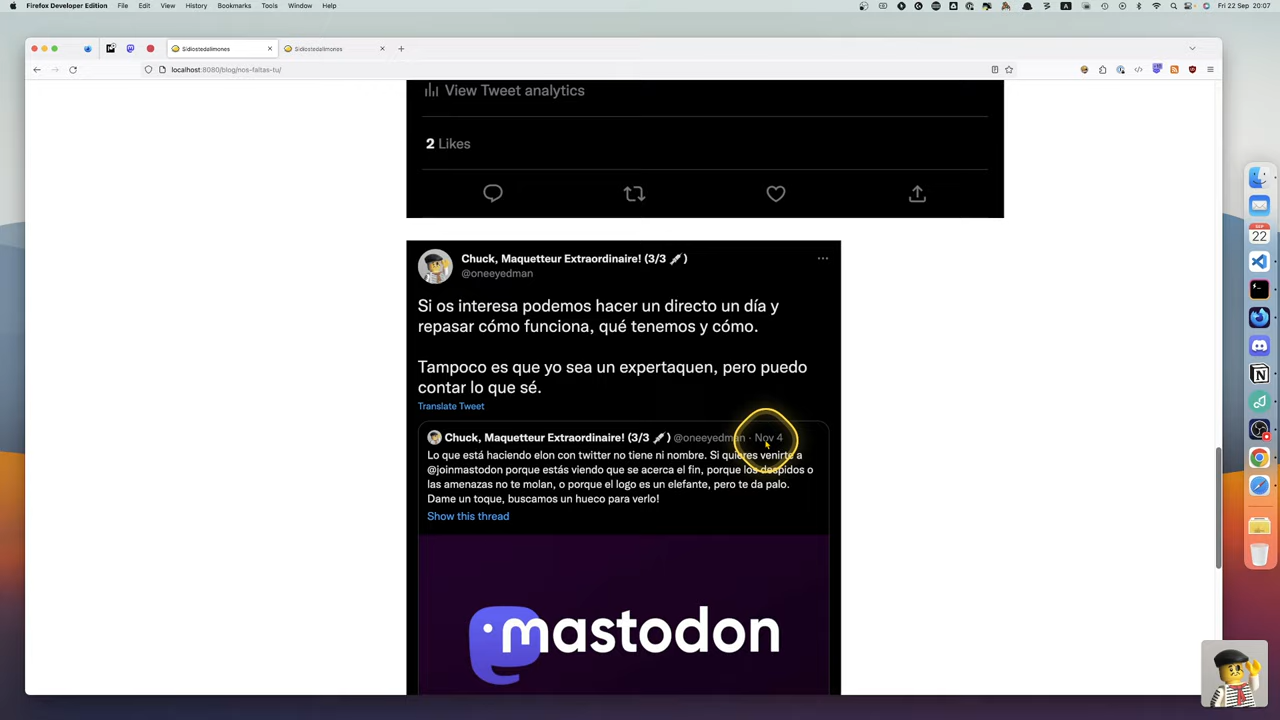 Firefox Developer Edition File Edit View History Bookmarks Tools Window Help
Fri 22 Sep 20:07
Sidiostedalimones
Sidiostedalimones
localhost:8080/blog/nos-faltas-tu/
View Tweet analytics
2 Likes
Chuck, Maquetteur Extraordinaire! (3/3 💉)
@oneeyedman
Si os interesa podemos hacer un directo un día y
repasar cómo funciona, qué tenemos y cómo.
Tampoco es que yo sea un expertaquen, pero puedo
contar lo que sé.
Translate Tweet
Chuck, Maquetteur Extraordinaire! (3/3 💉) @oneeyedman · Nov 4
Lo que está haciendo elon con twitter no tiene ni nombre. Si quieres venirte a
@joinmastodon porque estás viendo que se acerca el fin, porque los despidos o
las amenazas no te molan, o porque el logo es un elefante, pero te da palo.
Dame un toque, buscamos un hueco para verlo!
Show this thread
mastodon
SEP
22